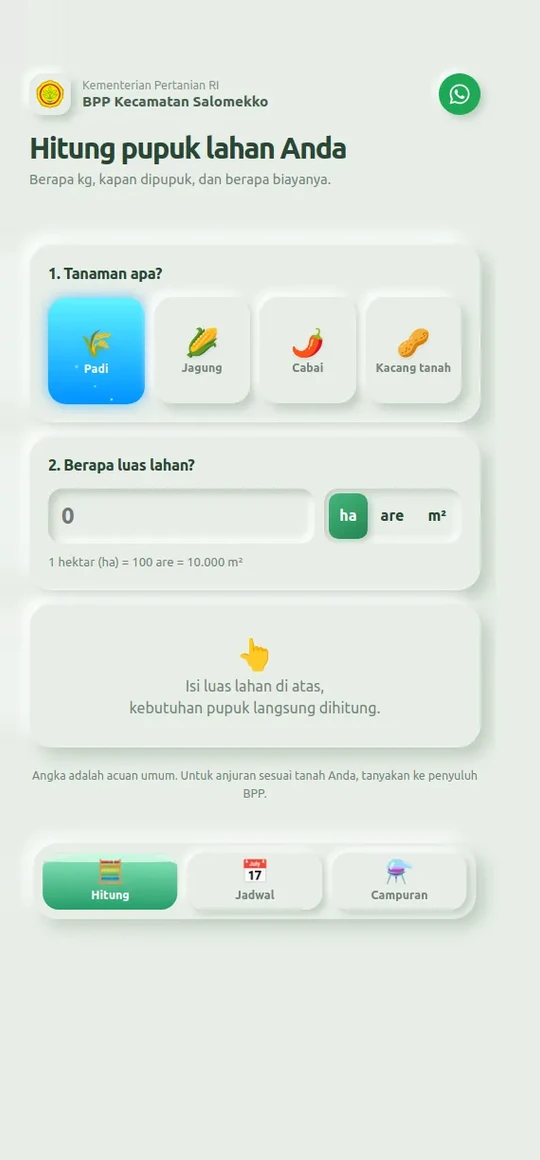 Kementerian Pertanian RI
BPP Kecamatan Salomekko
Hitung pupuk lahan Anda
Berapa kg, kapan dipupuk, dan berapa biayanya.
1. Tanaman apa?
Padi
Jagung
Cabai
Kacang tanah
2. Berapa luas lahan?
0
ha
are
m²
1 hektar (ha) = 100 are = 10.000 m²
Isi luas lahan di atas,
kebutuhan pupuk langsung dihitung.
Angka adalah acuan umum. Untuk anjuran sesuai tanah Anda, tanyakan ke penyuluh
BPP.
Hitung
July
17
Jadwal
Campuran